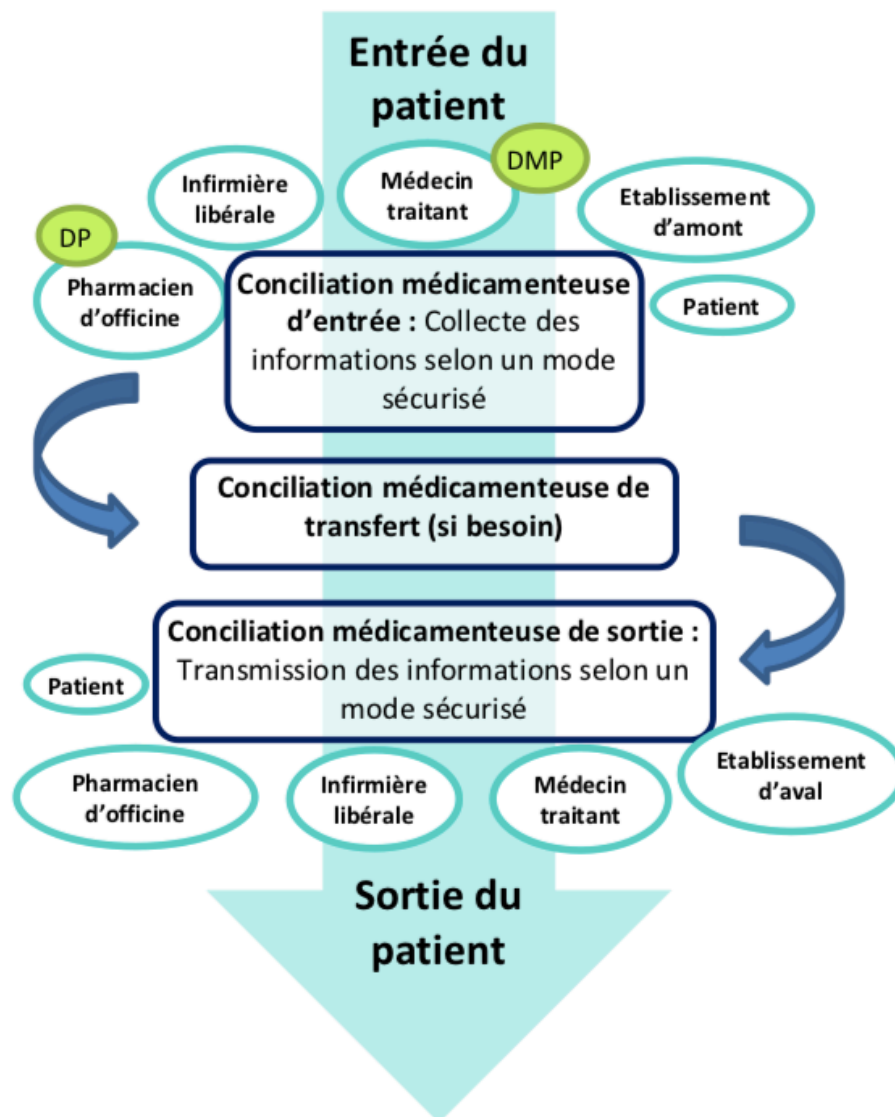 Entrée du
patient
DMP
Médecin
traitant
Infirmière
libérale
Etablissement
d'amont
DP
Pharmacien
d'officine
Patient
Conciliation médicamenteuse
d'entrée : Collecte des
informations selon un mode
sécurisé
Conciliation médicamenteuse de
transfert (si besoin)
Conciliation médicamenteuse de sortie :
Transmission des informations selon un
mode sécurisé
Patient
Pharmacien
d'officine
Infirmière
libérale
Médecin
traitant
Etablissement
d'aval
Sortie du
patient